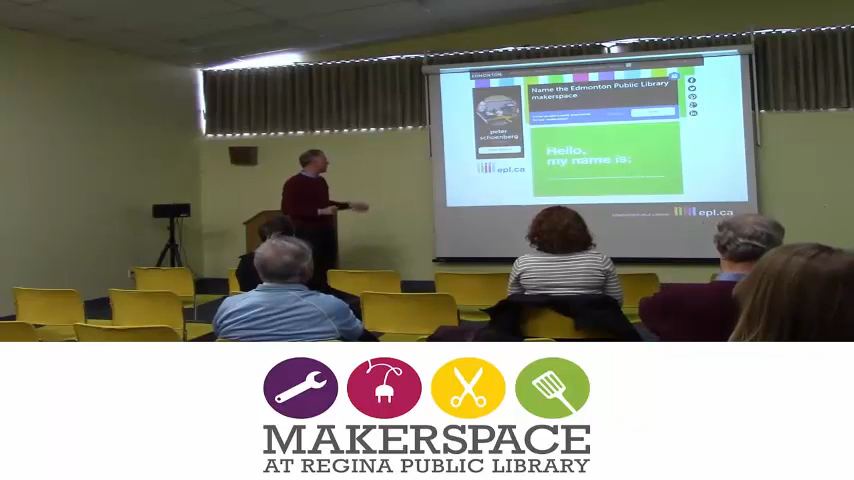 EDMONTON
Name the Edmonton Public Library
makerspace
peter
schoenberg
Hello,
my name is:
epl.ca
epl.ca
MAKERSPACE
AT REGINA PUBLIC LIBRARY